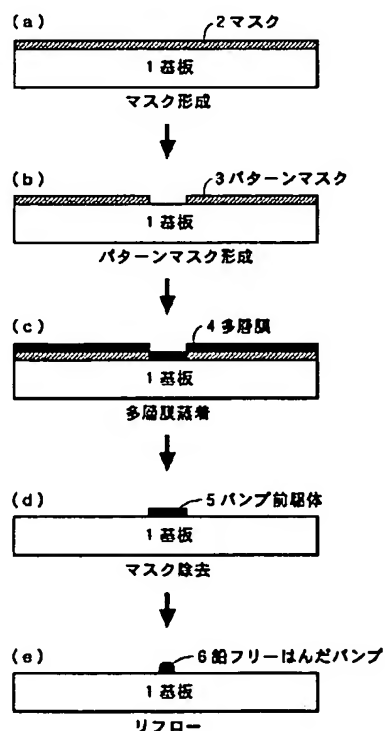 (a)
2マスク
1基板
マスク形成
(b)
3パターンマスク
1基板
パターンマスク形成
(c)
4多層膜
1基板
多層膜蒸着
(d)
5バンプ前駆体
1基板
マスク除去
(e)
6鉛フリーはんだバンプ
1基板
リフロー